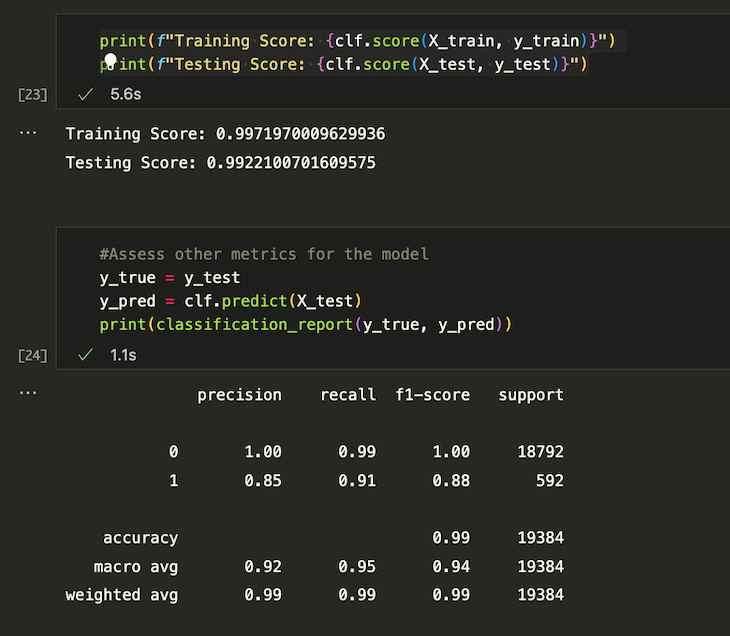 print(f"Training Score: {clf.score(X_train, y_train)}")
print(f"Testing Score: {clf.score(X_test, y_test)}")
[23] 5.6s
Training Score: 0.9971970009629936
Testing Score: 0.9922100701609575
#Assess other metrics for the model
y_true = y_test
y_pred = clf.predict(X_test)
print(classification_report(y_true, y_pred))
[24] 1.1s
precision recall f1-score support
0 1.00 0.99 1.00 18792
1 0.85 0.91 0.88 592
accuracy 0.99 19384
macro avg 0.92 0.95 0.94 19384
weighted avg 0.99 0.99 0.99 19384